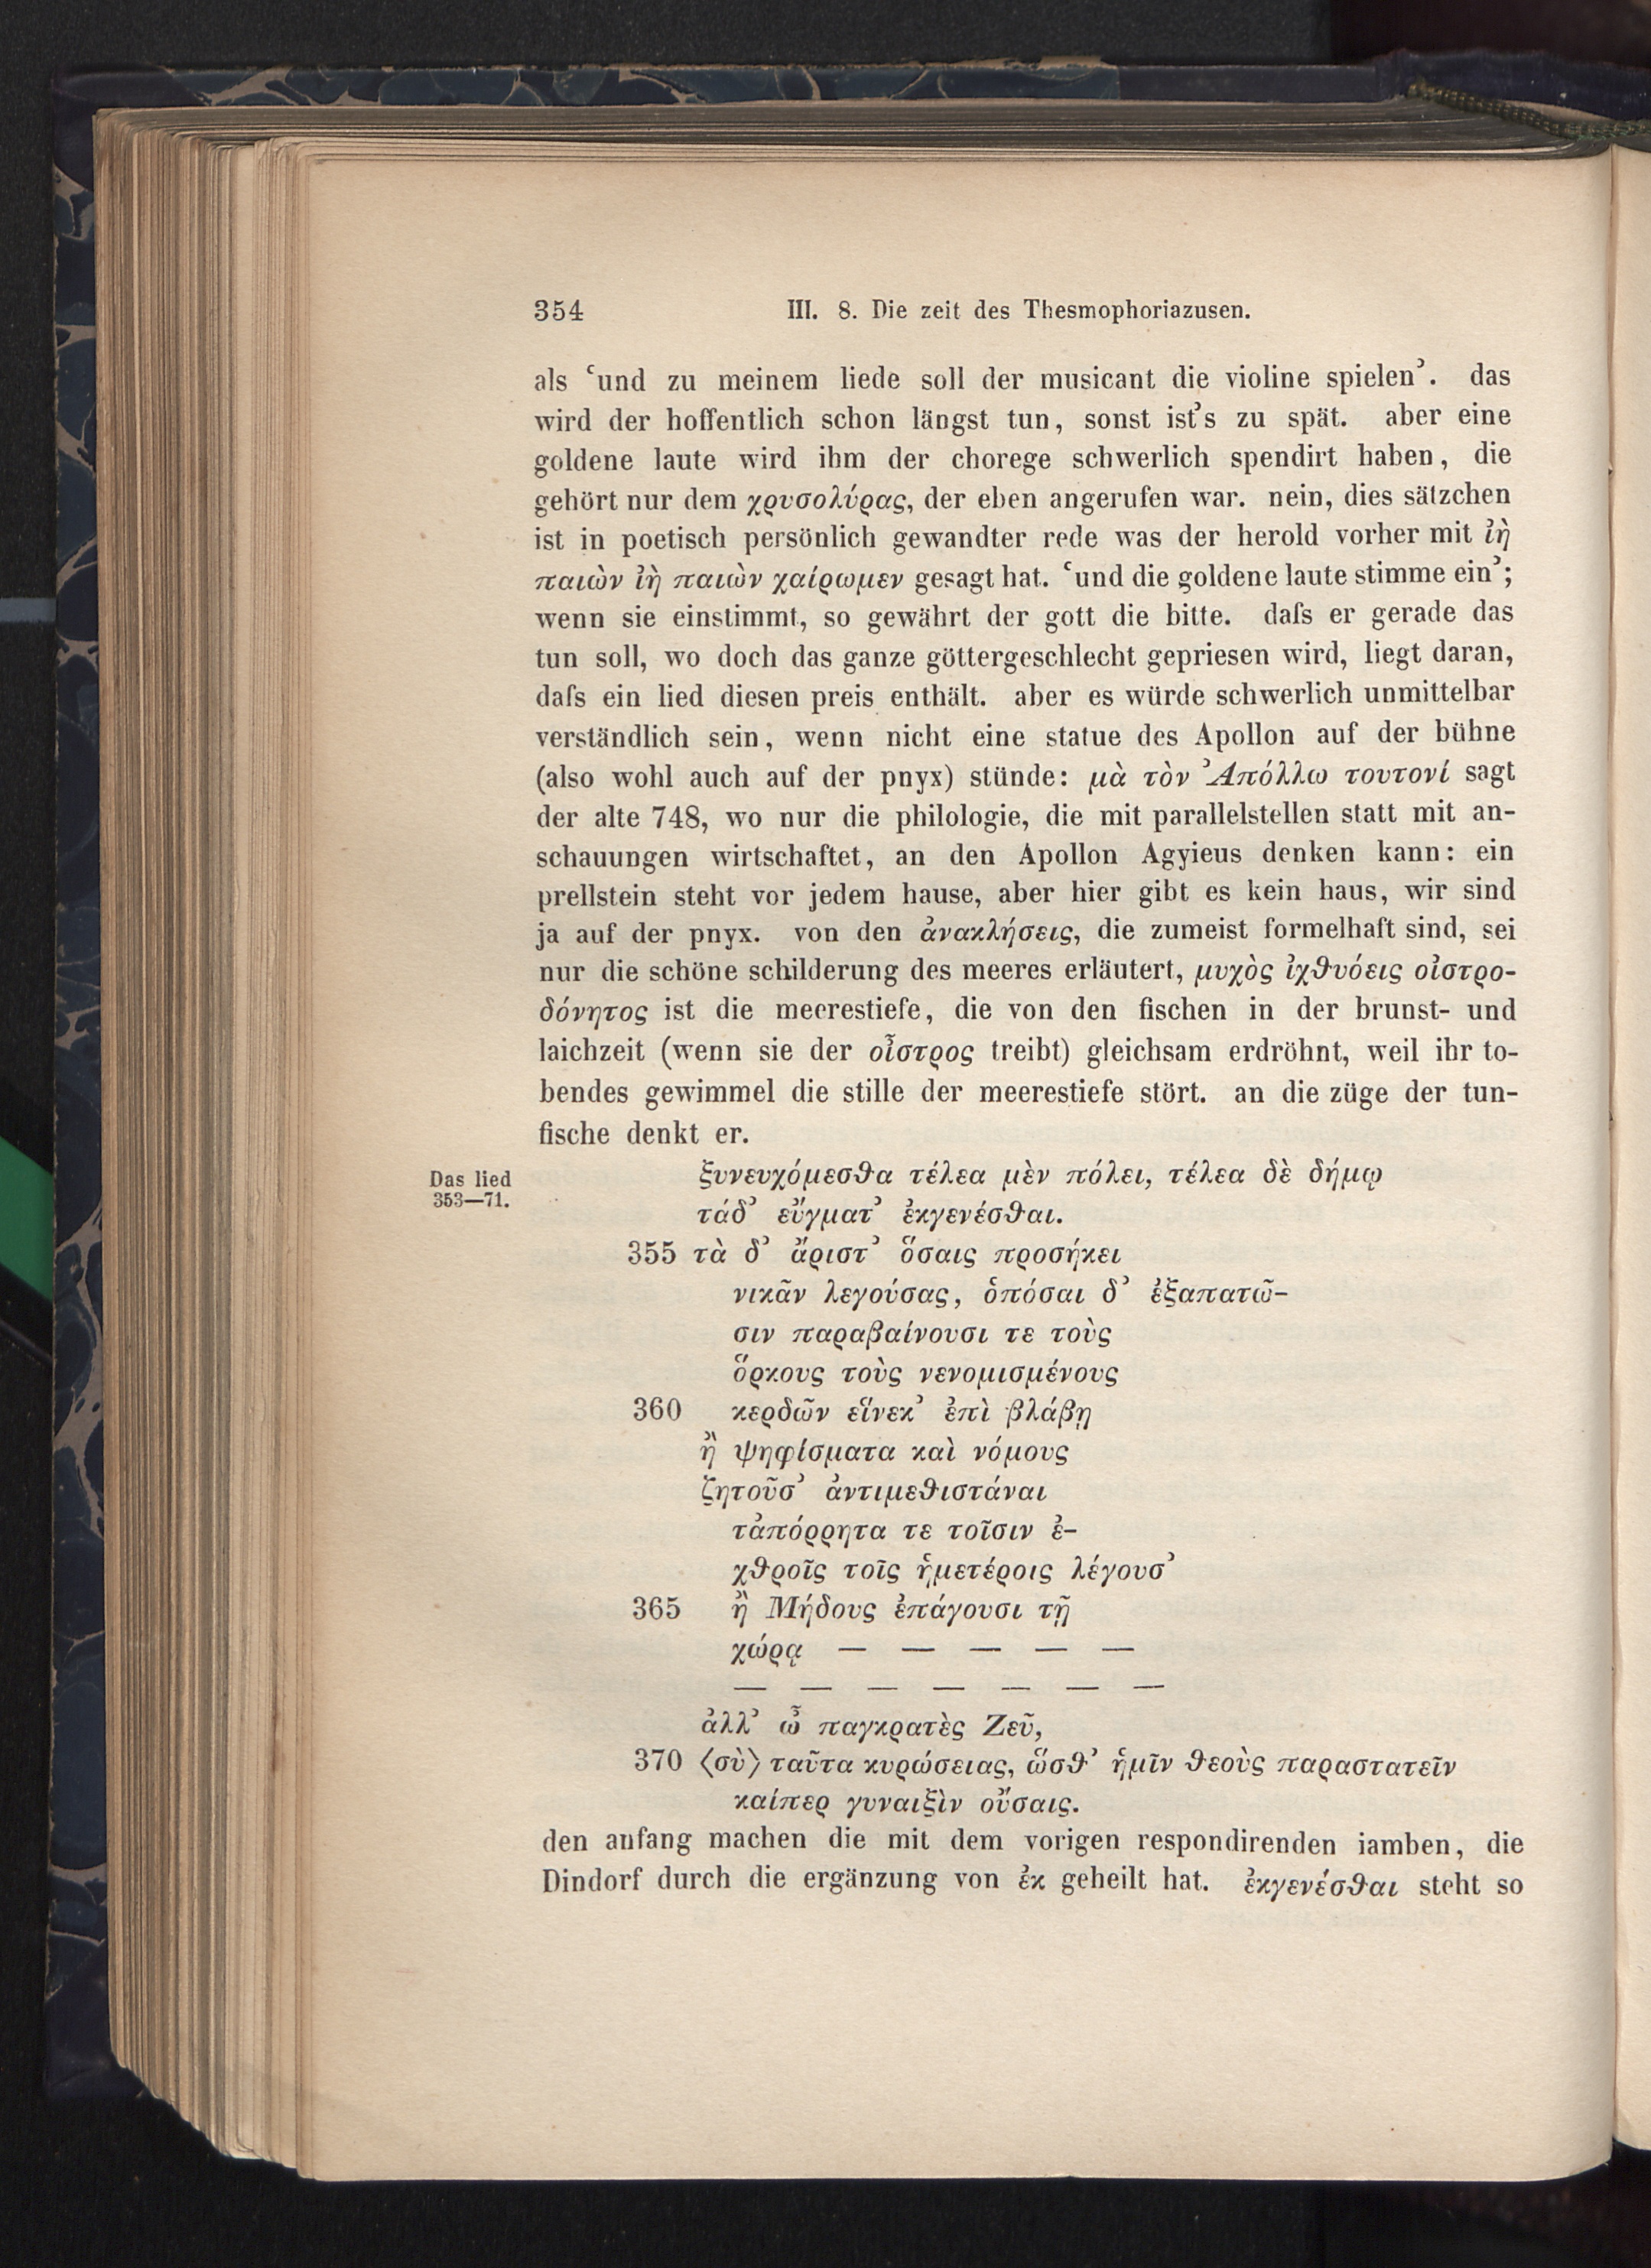 354 III. 8. Die zeit des Thesmophoriazusen.
als ʿund zu meinem liede soll der musicant die violine spielenʾ. das
wird der hoffentlich schon längst tun, sonst istʾs zu spät. aber eine
goldene laute wird ihm der chorege schwerlich spendirt haben, die
gehört nur dem χρυσολύρας, der eben angerufen war. nein, dies sätzchen
ist in poetisch persönlich gewandter rede was der herold vorher mit ἰὴ
παιὼν ἰὴ παιὼν χαίρωμεν gesagt hat. ʿund die goldene laute stimme einʾ;
wenn sie einstimmt, so gewährt der gott die bitte. daſs er gerade das
tun soll, wo doch das ganze göttergeschlecht gepriesen wird, liegt daran,
daſs ein lied diesen preis enthält. aber es würde schwerlich unmittelbar
verständlich sein, wenn nicht eine statue des Apollon auf der bühne
(also wohl auch auf der pnyx) stünde: μὰ τὸν Ἀπόλλω τουτονί sagt
der alte 748, wo nur die philologie, die mit parallelstellen statt mit an-
schauungen wirtschaftet, an den Apollon Agyieus denken kann: ein
prellstein steht vor jedem hause, aber hier gibt es kein haus, wir sind
ja auf der pnyx. von den ἀνακλήσεις, die zumeist formelhaft sind, sei
nur die schöne schilderung des meeres erläutert, μυχὸς ἰχθυόεις οἰστρο-
δόνητος ist die meerestiefe, die von den fischen in der brunst- und
laichzeit (wenn sie der οἶστρος treibt) gleichsam erdröhnt, weil ihr to-
bendes gewimmel die stille der meerestiefe stört. an die züge der tun-
fische denkt er.
Das lied
353—71.
ξυνευχόμεσθα τέλεα μὲν πόλει, τέλεα δὲ δήμῳ
τάδ᾽ εὔγματ᾽ ἐκγενέσθαι.
355 τὰ δ᾽ ἄριστ᾽ ὅσαις προσήκει
νικᾶν λεγούσας, ὁπόσαι δ᾽ ἐξαπατῶ-
σιν παραβαίνουσι τε τοὺς
ὅρκους τοὺς νενομισμένους
360 κερδῶν εἵνεκ᾽ ἐπὶ βλάβῃ
ἢ ψηφίσματα καὶ νόμους
ζητοῦσ᾽ ἀντιμεθιστάναι
τἀπόρρητα τε τοῖσιν ἐ-
χθροῖς τοῖς ἡμετέροις λέγουσ᾽
365 ἢ Μήδους ἐπάγουσι τῇ
χώρᾳ — — — — —
— — — — — — —
ἀλλ᾽ ὦ παγκρατὲς Ζεῦ,
370 ⟨σὺ⟩ ταῦτα κυρώσειας, ὥσθ᾽ ἡμῖν θεοὺς παραστατεῖν
καίπερ γυναιξὶν οὔσαις.
den anfang machen die mit dem vorigen respondirenden iamben, die
Dindorf durch die ergänzung von ἐκ geheilt hat. ἐκγενέσθαι steht so